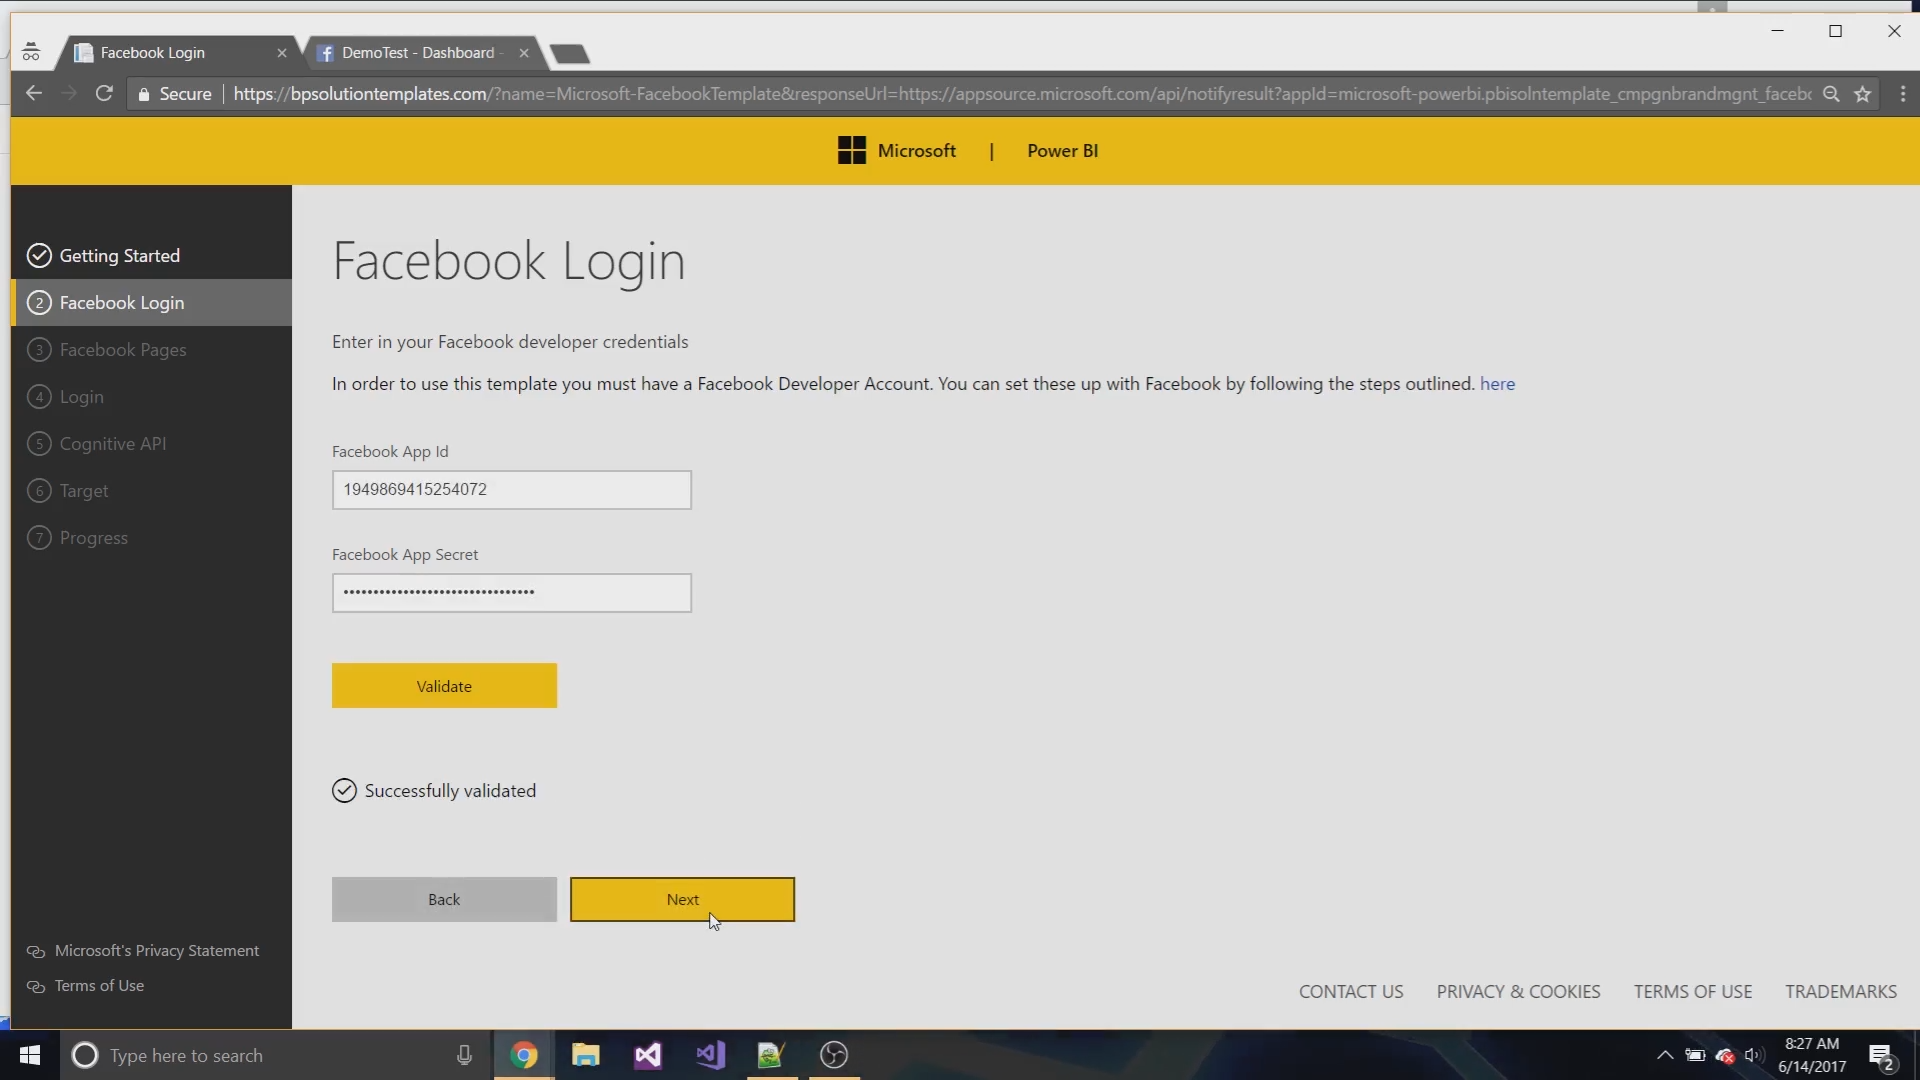 Facebook Login
DemoTest - Dashboard -
Secure
https://bpsolutiontemplates.com/?name=Microsoft-FacebookTemplate&responseUrl=https://appsource.microsoft.com/api/notifyresult?appId=microsoft-powerbi.pbisolntemplate_cmpgnbrandmgnt_facebo
Microsoft | Power BI
Getting Started
2 Facebook Login
3 Facebook Pages
4 Login
5 Cognitive API
6 Target
7 Progress
Microsoft's Privacy Statement
Terms of Use
Facebook Login
Enter in your Facebook developer credentials
In order to use this template you must have a Facebook Developer Account. You can set these up with Facebook by following the steps outlined. here
Facebook App Id
1949869415254072
Facebook App Secret
Validate
Successfully validated
Back
Next
CONTACT US PRIVACY & COOKIES TERMS OF USE TRADEMARKS
Type here to search
8:27 AM
6/14/2017
2